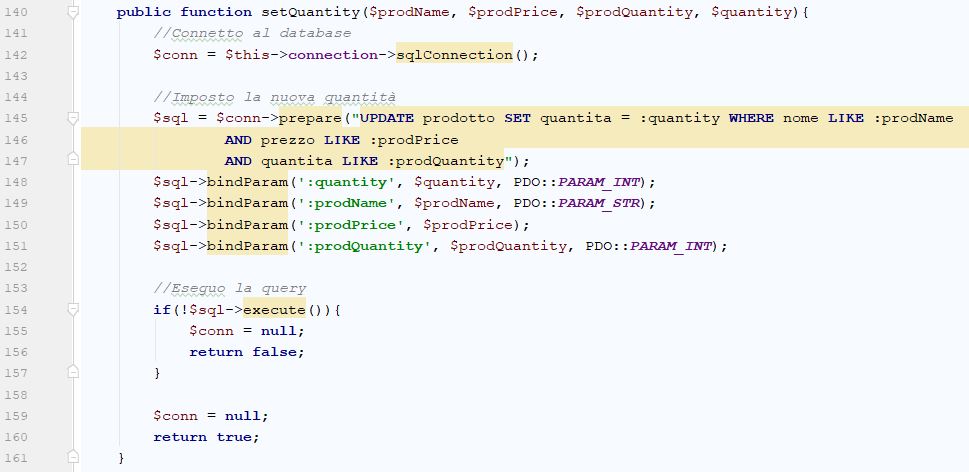 140 public function setQuantity($prodName, $prodPrice, $prodQuantity, $quantity){
141 //Connetto al database
142 $conn = $this->connection->sqlConnection();
143
144 //Imposto la nuova quantità
145 $sql = $conn->prepare("UPDATE prodotto SET quantita = :quantity WHERE nome LIKE :prodName
146 AND prezzo LIKE :prodPrice
147 AND quantita LIKE :prodQuantity");
148 $sql->bindParam(':quantity', $quantity, PDO::PARAM_INT);
149 $sql->bindParam(':prodName', $prodName, PDO::PARAM_STR);
150 $sql->bindParam(':prodPrice', $prodPrice);
151 $sql->bindParam(':prodQuantity', $prodQuantity, PDO::PARAM_INT);
152
153 //Eseguo la query
154 if(!$sql->execute()){
155 $conn = null;
156 return false;
157 }
158
159 $conn = null;
160 return true;
161 }